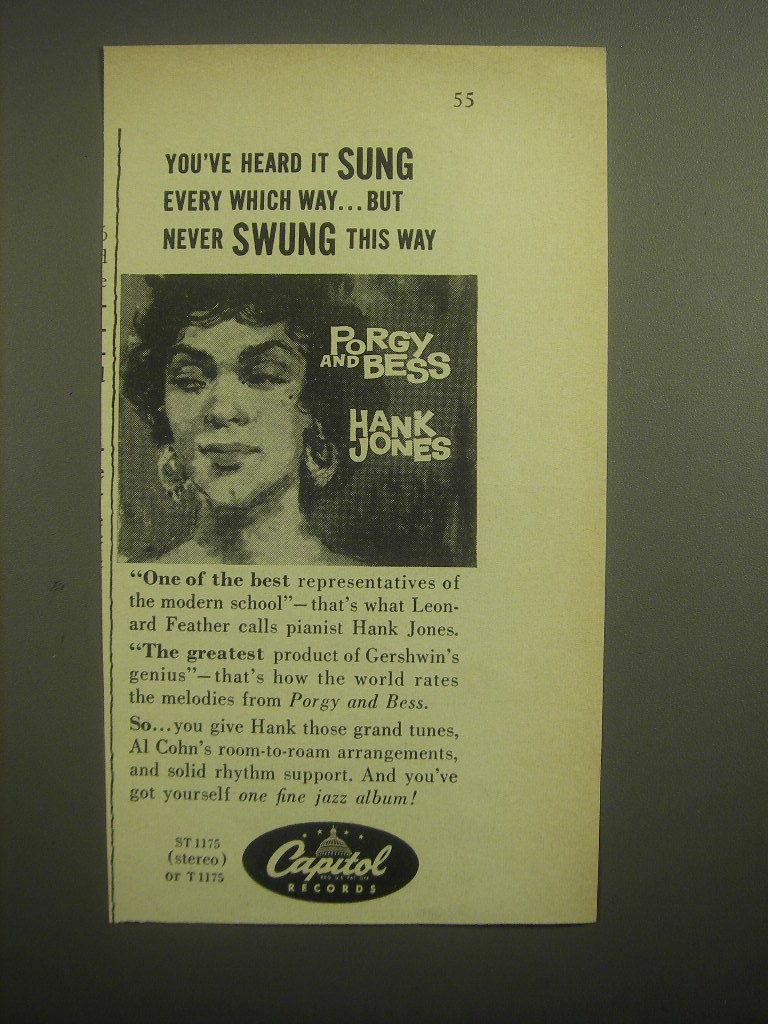 55
YOU'VE HEARD IT SUNG
EVERY WHICH WAY...BUT
NEVER SWUNG THIS WAY
PORGY
AND BESS
HANK
JONES
"One of the best representatives of
the modern school"—that's what Leon-
ard Feather calls pianist Hank Jones.
"The greatest product of Gershwin's
genius"—that's how the world rates
the melodies from Porgy and Bess.
So...you give Hank those grand tunes,
Al Cohn's room-to-roam arrangements,
and solid rhythm support. And you've
got yourself one fine jazz album!
ST 1175
(stereo)
or T 1175
Capitol
RECORDS